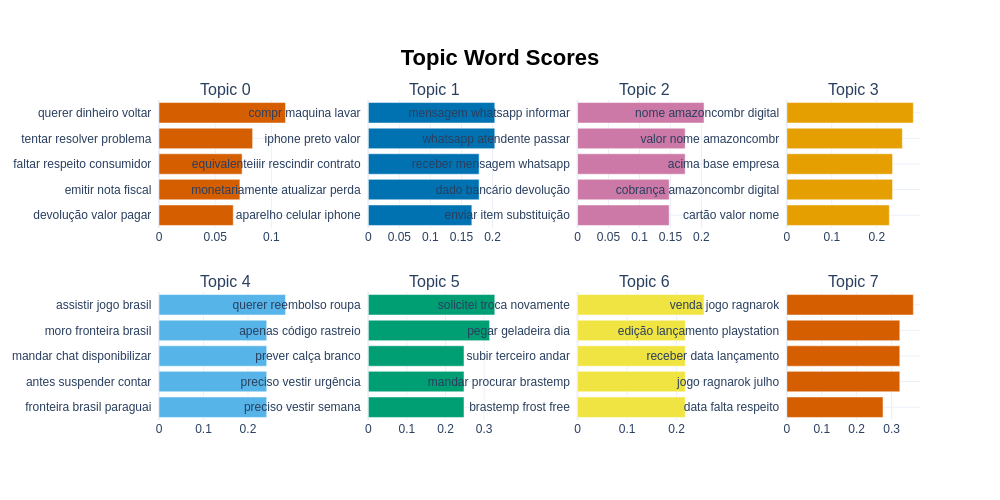 Topic Word Scores
Topic 0
querer dinheiro voltar
tentar resolver problema
faltar respeito consumidor
emitir nota fiscal
devolução valor pagar
0 0.05 0.1
Topic 1
compr maquina lavar
iphone preto valor
equivalenteiiir rescindir contrato
monetariamente atualizar perda
aparelho celular iphone
0 0.05 0.1 0.15 0.2
Topic 2
mensagem whatsapp informar
whatsapp atendente passar
receber mensagem whatsapp
dado bancário devolução
enviar item substituição
0 0.05 0.1 0.15 0.2
Topic 3
nome amazoncombr digital
valor nome amazoncombr
acima base empresa
cobrança amazoncombr digital
cartão valor nome
0 0.1 0.2
Topic 4
assistir jogo brasil
moro fronteira brasil
mandar chat disponibilizar
antes suspender contar
fronteira brasil paraguai
0 0.1 0.2
Topic 5
querer reembolso roupa
apenas código rastreio
prever calça branco
preciso vestir urgência
preciso vestir semana
0 0.1 0.2 0.3
Topic 6
solicitei troca novamente
pegar geladeira dia
subir terceiro andar
mandar procurar brastemp
brastemp frost free
0 0.1 0.2
Topic 7
venda jogo ragnarok
edição lançamento playstation
receber data lançamento
jogo ragnarok julho
data falta respeito
0 0.1 0.2 0.3